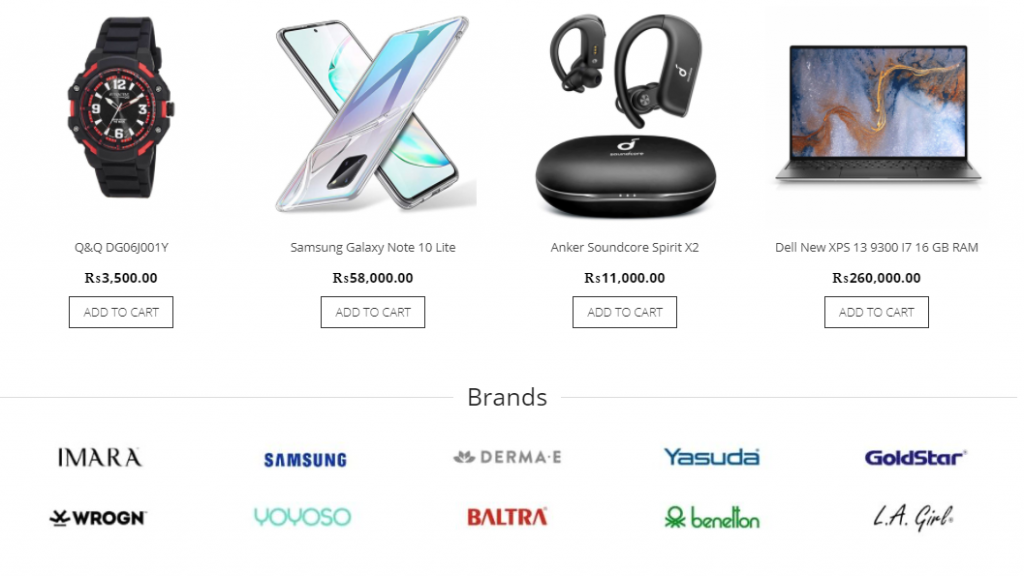 soundcore
soundcore
Q&Q DG06J001Y
Samsung Galaxy Note 10 Lite
Anker Soundcore Spirit X2
Dell New XPS 13 9300 I7 16 GB RAM
₨3,500.00
₨58,000.00
₨11,000.00
₨260,000.00
ADD TO CART
ADD TO CART
ADD TO CART
ADD TO CART
Brands
IMARA
SAMSUNG
DERMA·E
Yasuda
GOLDSTAR
WROGN
YOYOSO
BALTRA
benetton
L.A. Girl